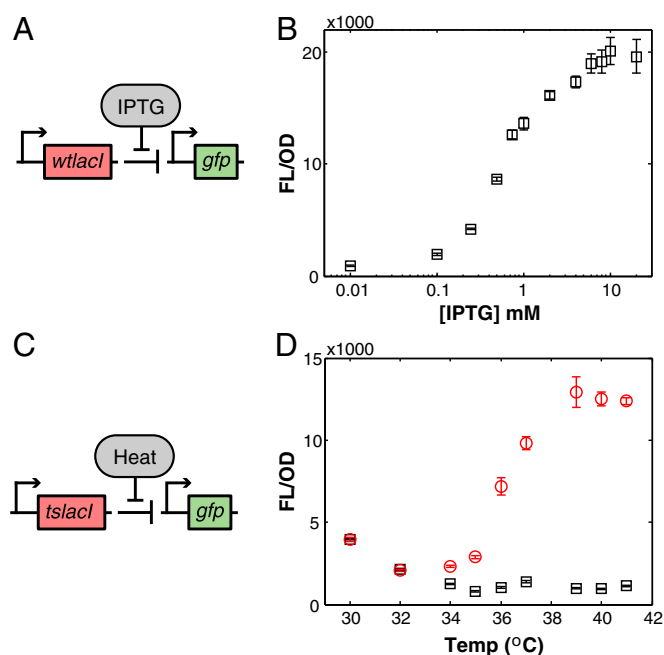 A
IPTG
wtlacI
gfp
B
x1000
20
10
0
FL/OD
0.01
0.1
1
10
[IPTG] mM
C
Heat
tslacI
gfp
D
x1000
15
10
5
0
FL/OD
30
32
34
36
38
40
42
Temp (°C)